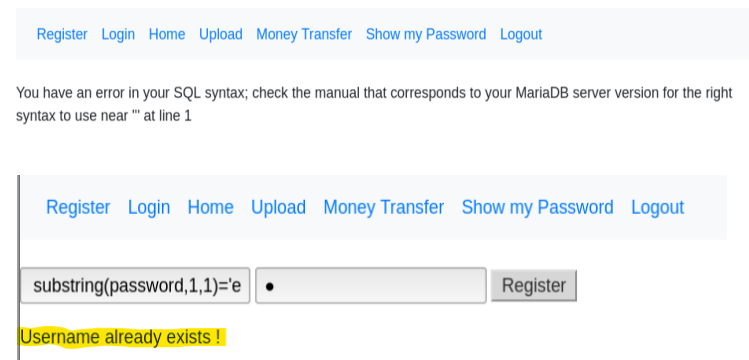 Register Login Home Upload Money Transfer Show my Password Logout
You have an error in your SQL syntax; check the manual that corresponds to your MariaDB server version for the right
syntax to use near ''' at line 1
Register Login Home Upload Money Transfer Show my Password Logout
substring(password,1,1)='e ● Register
Username already exists !